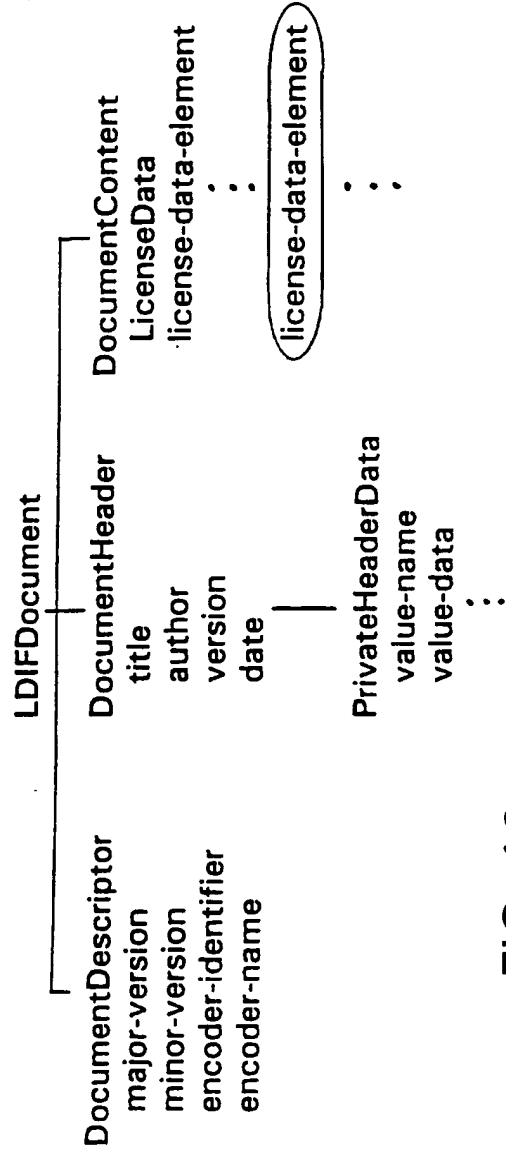 LDIFDocument
DocumentDescriptor
major-version
minor-version
encoder-identifier
encoder-name
DocumentHeader
title
author
version
date
PrivateHeaderData
value-name
value-data
DocumentContent
LicenseData
license-data-element
license-data-element